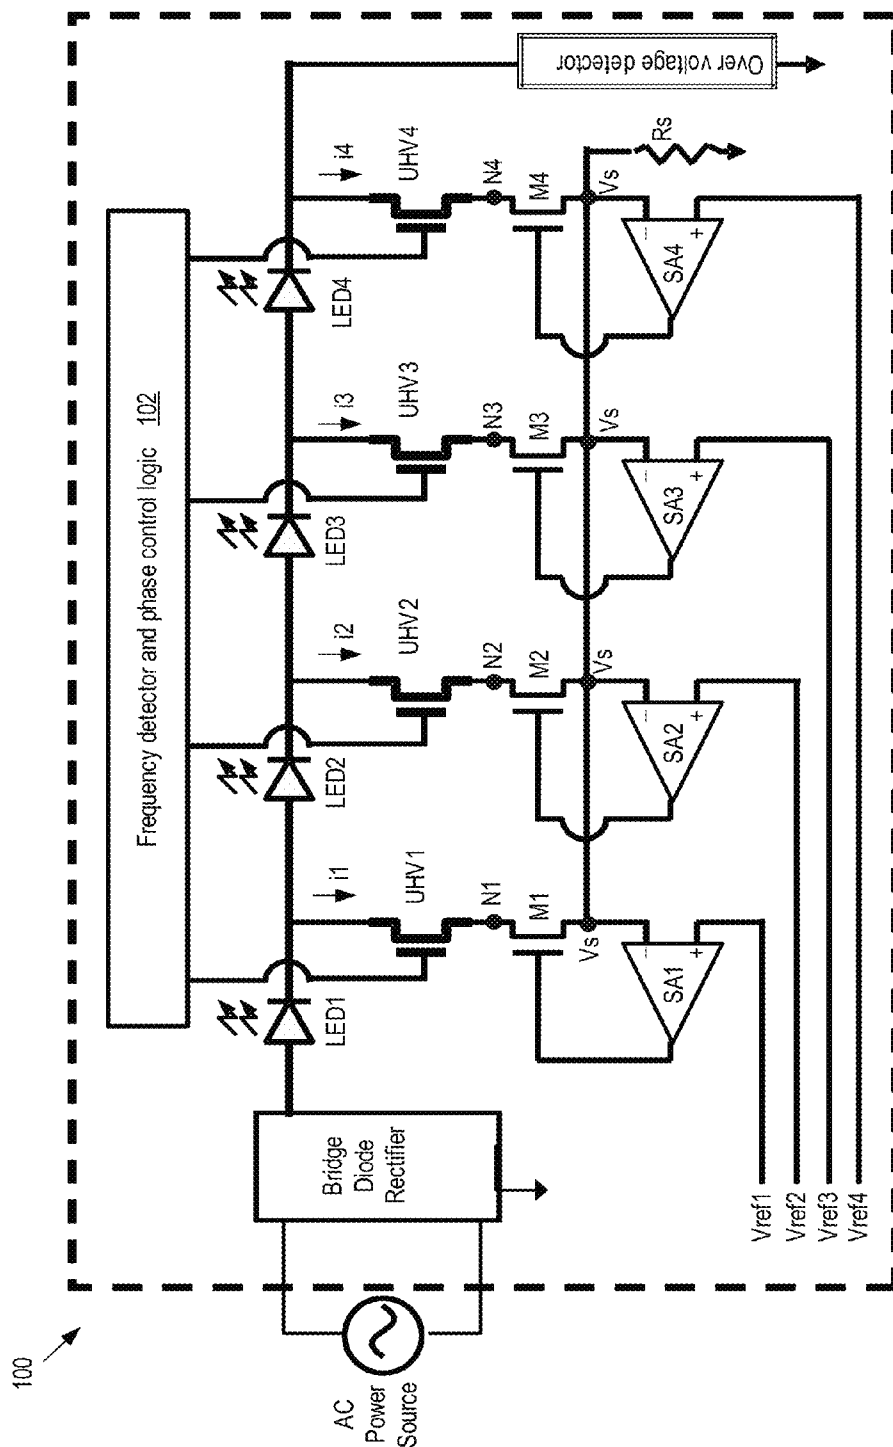 100
AC
Power
Source
Bridge
Diode
Rectifier
Frequency detector and phase control logic 102
LED1
LED2
LED3
LED4
i1
i2
i3
i4
UHV1
UHV2
UHV3
UHV4
Over voltage detector
N1
N2
N3
N4
M1
M2
M3
M4
Vs
Vs
Vs
Vs
Rs
− +
SA1
− +
SA2
− +
SA3
− +
SA4
Vref1
Vref2
Vref3
Vref4